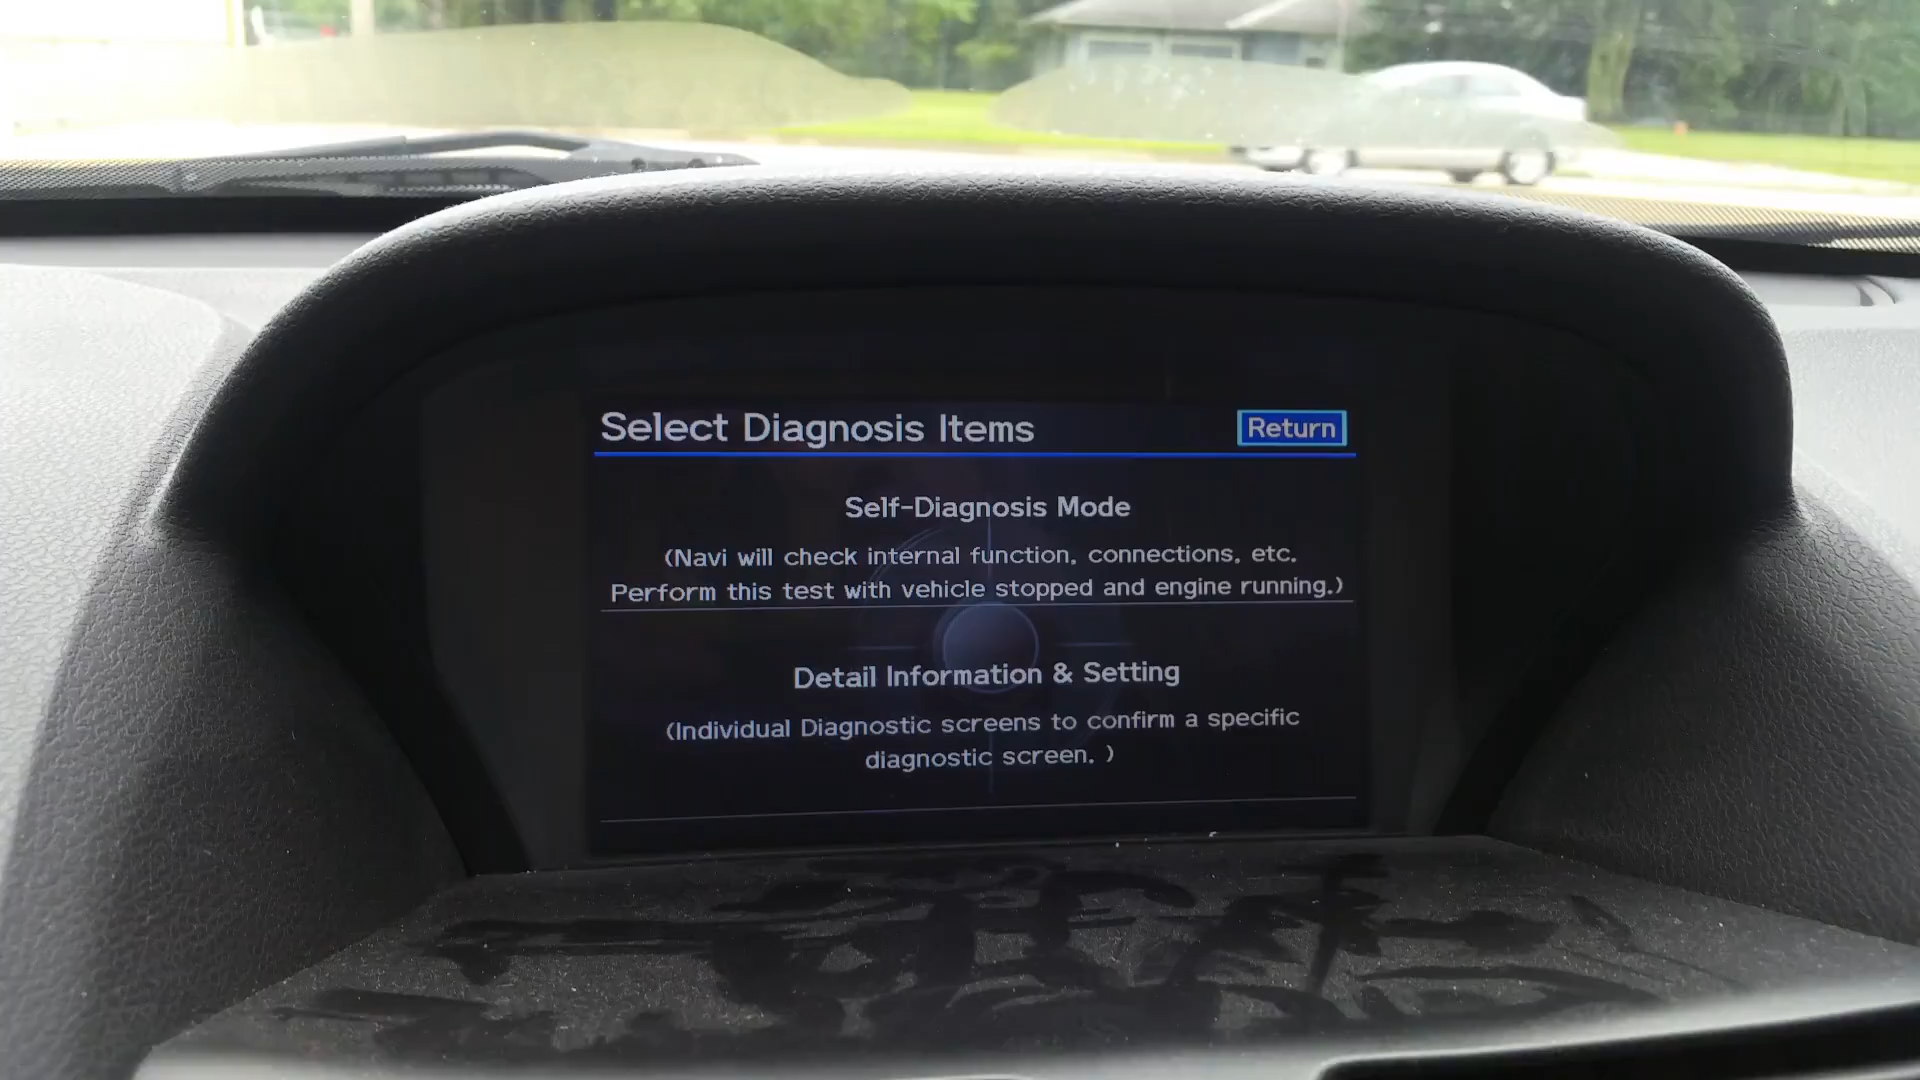 Select Diagnosis Items
Return
Self-Diagnosis Mode
(Navi will check internal function, connections, etc.
Perform this test with vehicle stopped and engine running.)
Detail Information & Setting
(Individual Diagnostic screens to confirm a specific
diagnostic screen. )